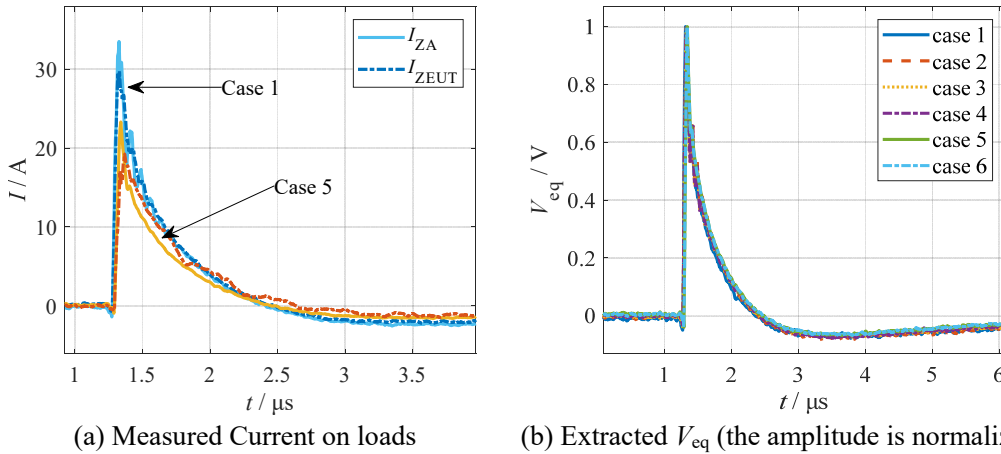 I_ZA
I_ZEUT
Case 1
Case 5
30
20
10
0
I / A
1
1.5
2
2.5
3
3.5
t / μs
(a) Measured Current on loads
case 1
case 2
case 3
case 4
case 5
case 6
1
0.8
0.6
0.4
0.2
0
V_eq / V
1
2
3
4
5
6
t / μs
(b) Extracted V_eq (the amplitude is normaliz